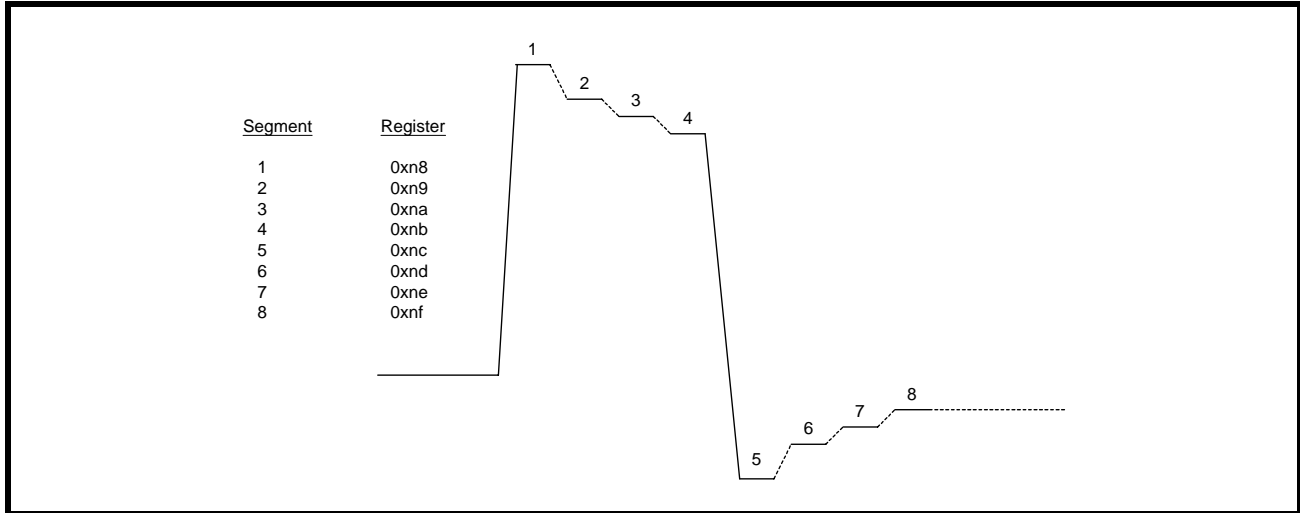 1
2
3
4
Segment Register
1 0xn8
2 0xn9
3 0xna
4 0xnb
5 0xnc
6 0xnd
7 0xne
8 0xnf
8
7
6
5